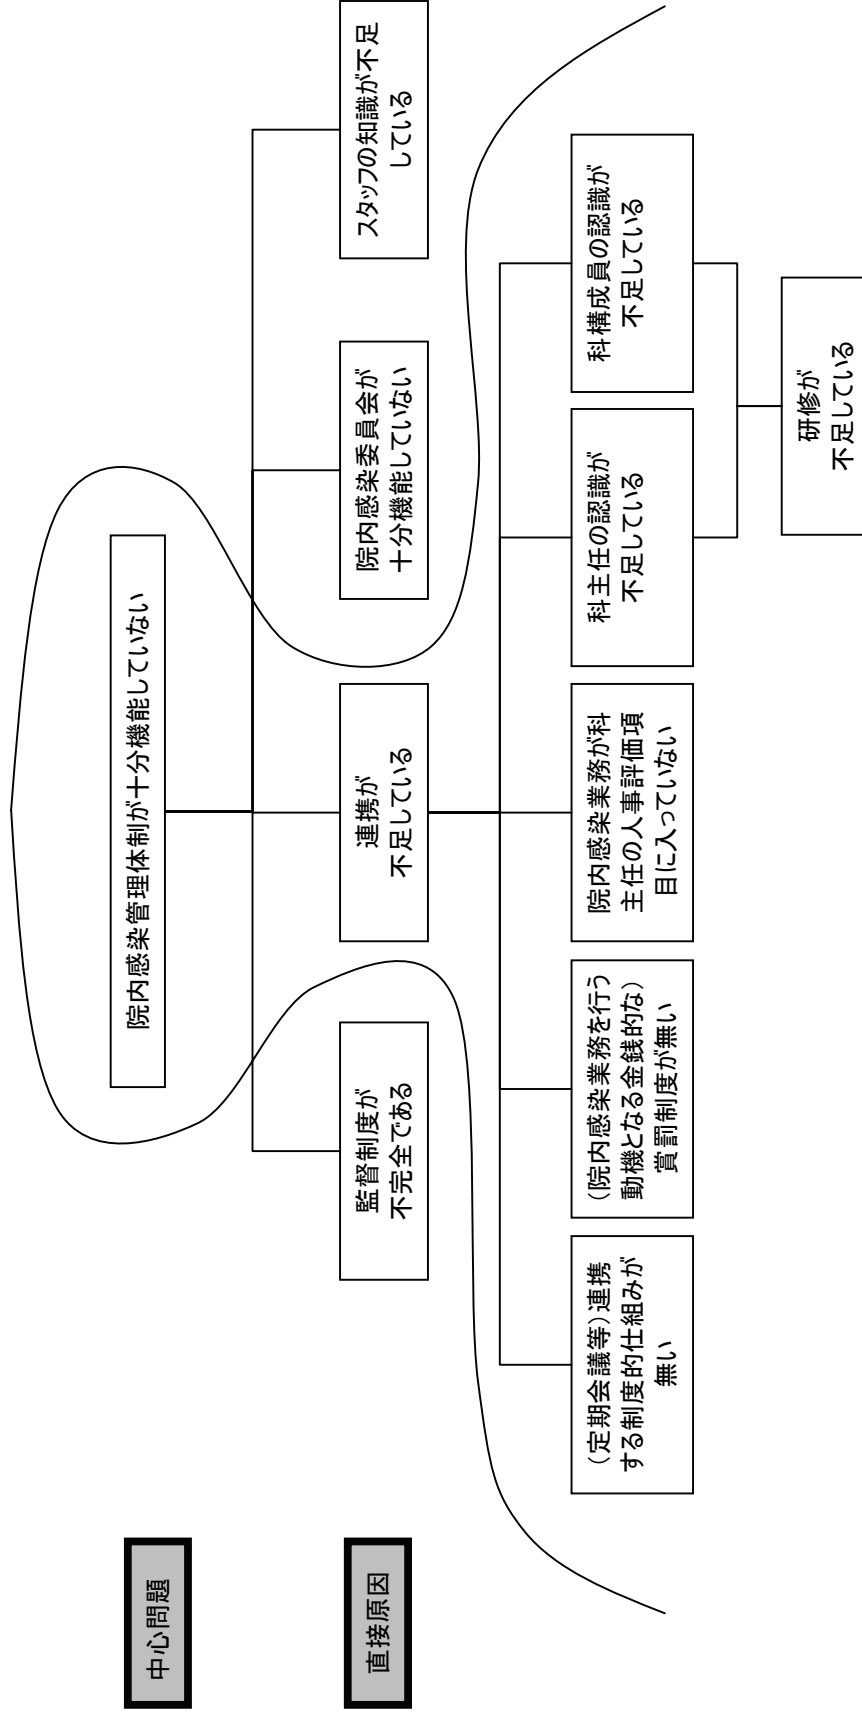 中心問題
院内感染管理体制が十分機能していない
直接原因
監督制度が
不完全である
連携が
不足している
院内感染委員会が
十分機能していない
スタッフの知識が不足
している
（定期会議等）連携
する制度的仕組みが
無い
（院内感染業務を行う
動機となる金銭的な）
賞罰制度が無い
院内感染業務が科
主任の人事評価項
目に入っていない
科主任の認識が
不足している
科構成員の認識が
不足している
研修が
不足している